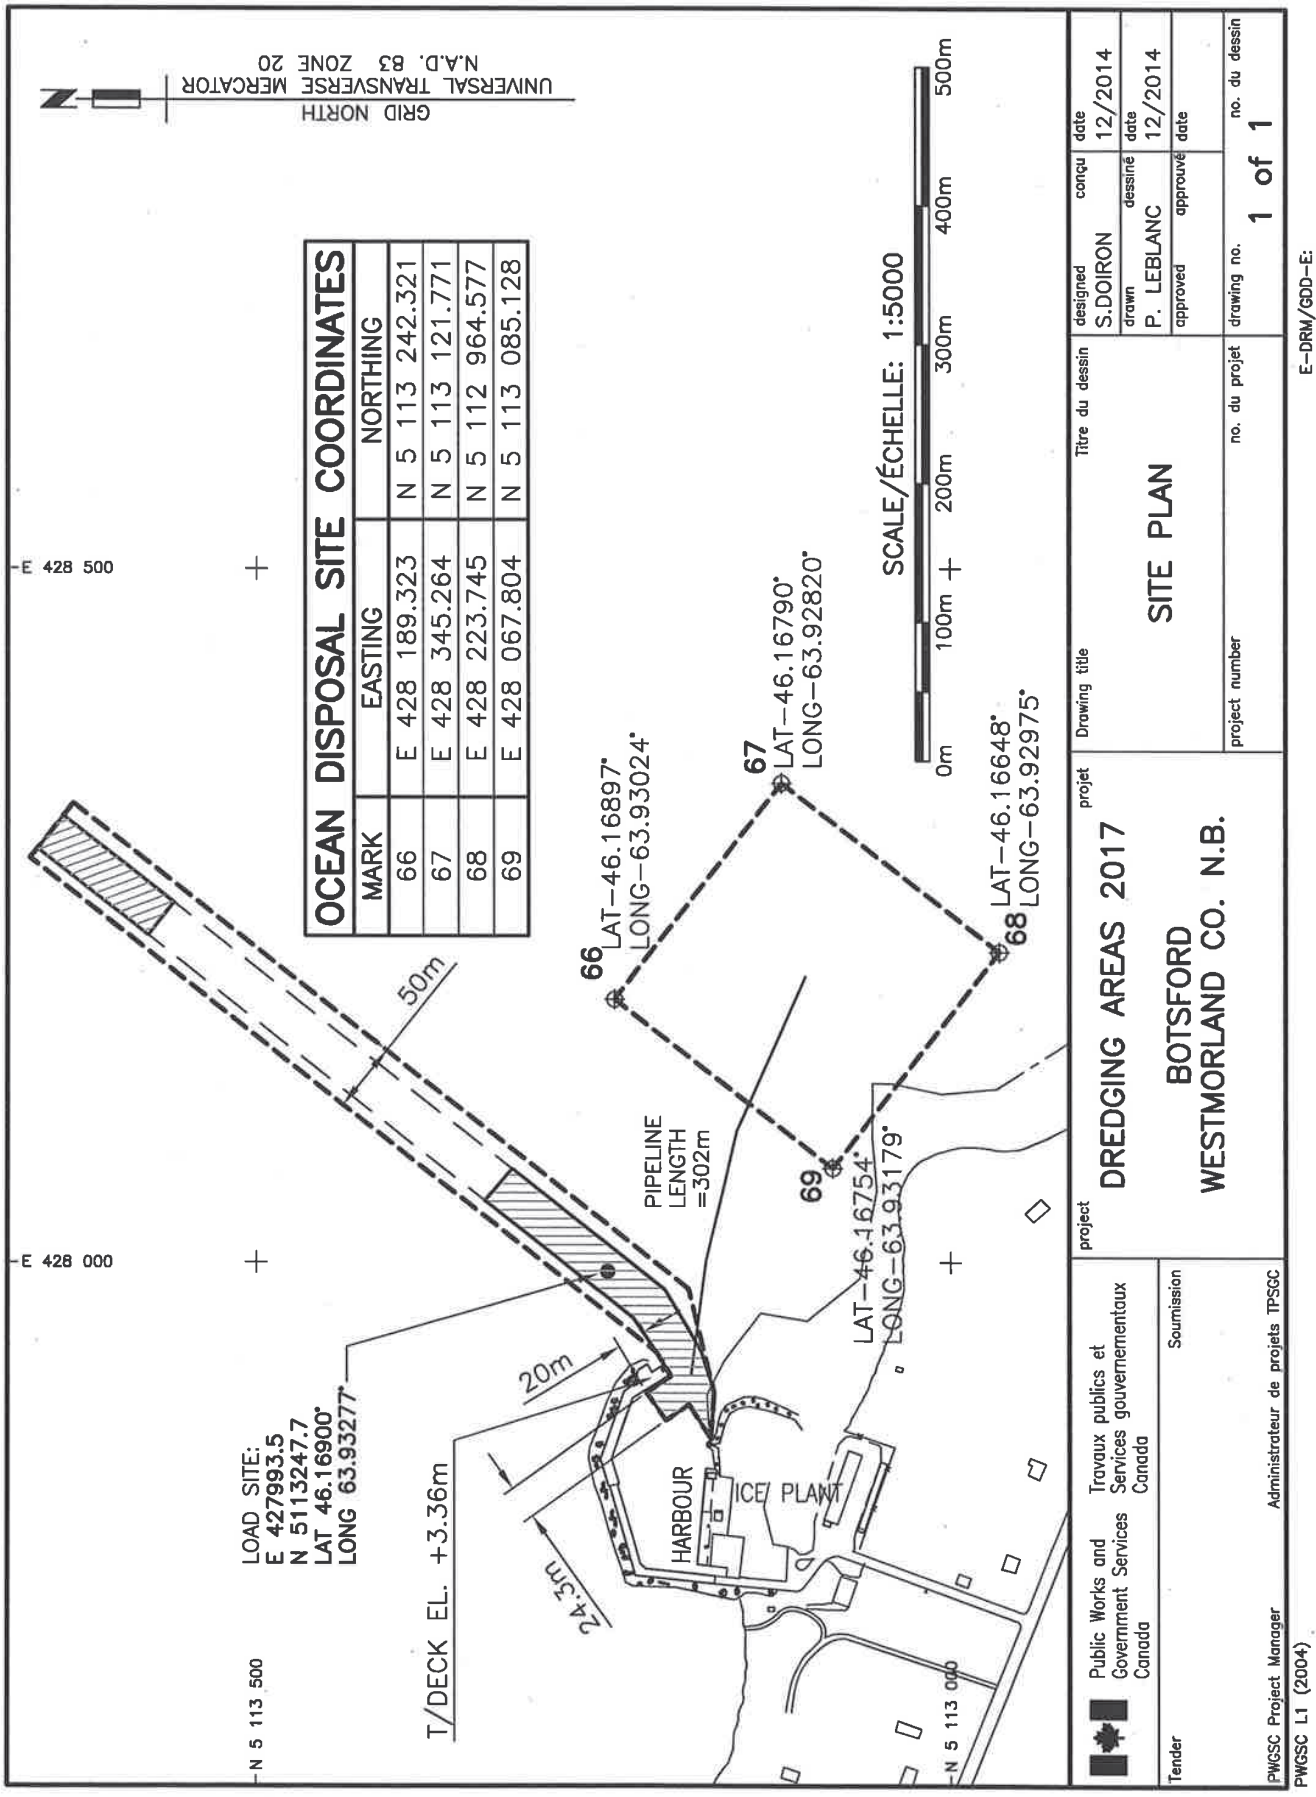 GRID NORTH
UNIVERSAL TRANSVERSE MERCATOR
N.A.D. 83 ZONE 20
N
E 428 000
E 428 500
N 5 113 500
N 5 113 000
LOAD SITE:
E 427993.5
N 5113247.7
LAT 46.16900°
LONG 63.93277°
T/DECK EL. +3.36m
24.3m
20m
50m
HARBOUR
ICE PLANT
PIPELINE
LENGTH
=302m
OCEAN DISPOSAL SITE COORDINATES
MARK EASTING NORTHING
66 E 428 189.323 N 5 113 242.321
67 E 428 345.264 N 5 113 121.771
68 E 428 223.745 N 5 112 964.577
69 E 428 067.804 N 5 113 085.128
66
LAT-46.16897°
LONG-63.93024°
67
LAT-46.16790°
LONG-63.92820°
68
LAT-46.16648°
LONG-63.92975°
69
LAT-46.16754°
LONG-63.93179°
SCALE/ÉCHELLE: 1:5000
0m 100m 200m 300m 400m 500m
Public Works and
Government Services
Canada
Travaux publics et
Services gouvernementaux
Canada
Tender Soumission
PWGSC Project Manager Administrateur de projets TPSGC
project projet
DREDGING AREAS 2017
BOTSFORD
WESTMORLAND CO. N.B.
Drawing title Titre du dessin
SITE PLAN
project number no. du projet
designed conçu
S.DOIRON
date
12/2014
drawn dessiné
P. LEBLANC
date
12/2014
approved approuvé
date
drawing no. no. du dessin
1 of 1
PWGSC L1 (2004)
E-DRM/GDD-E: